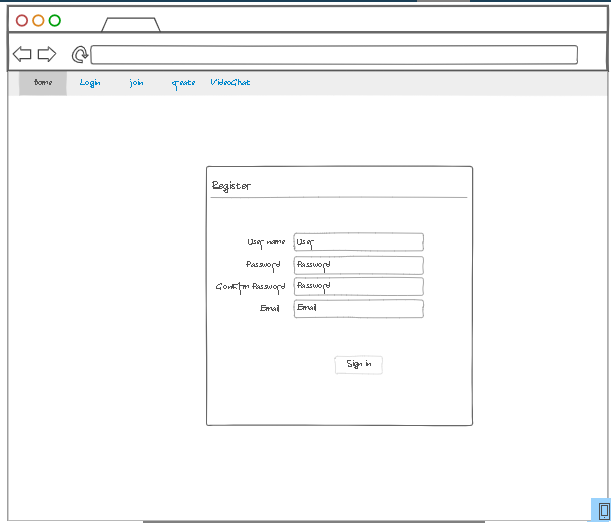 Home Login join create VideoChat
Register
User name User
Password Password
Confirm Password Password
Email Email
Sign in